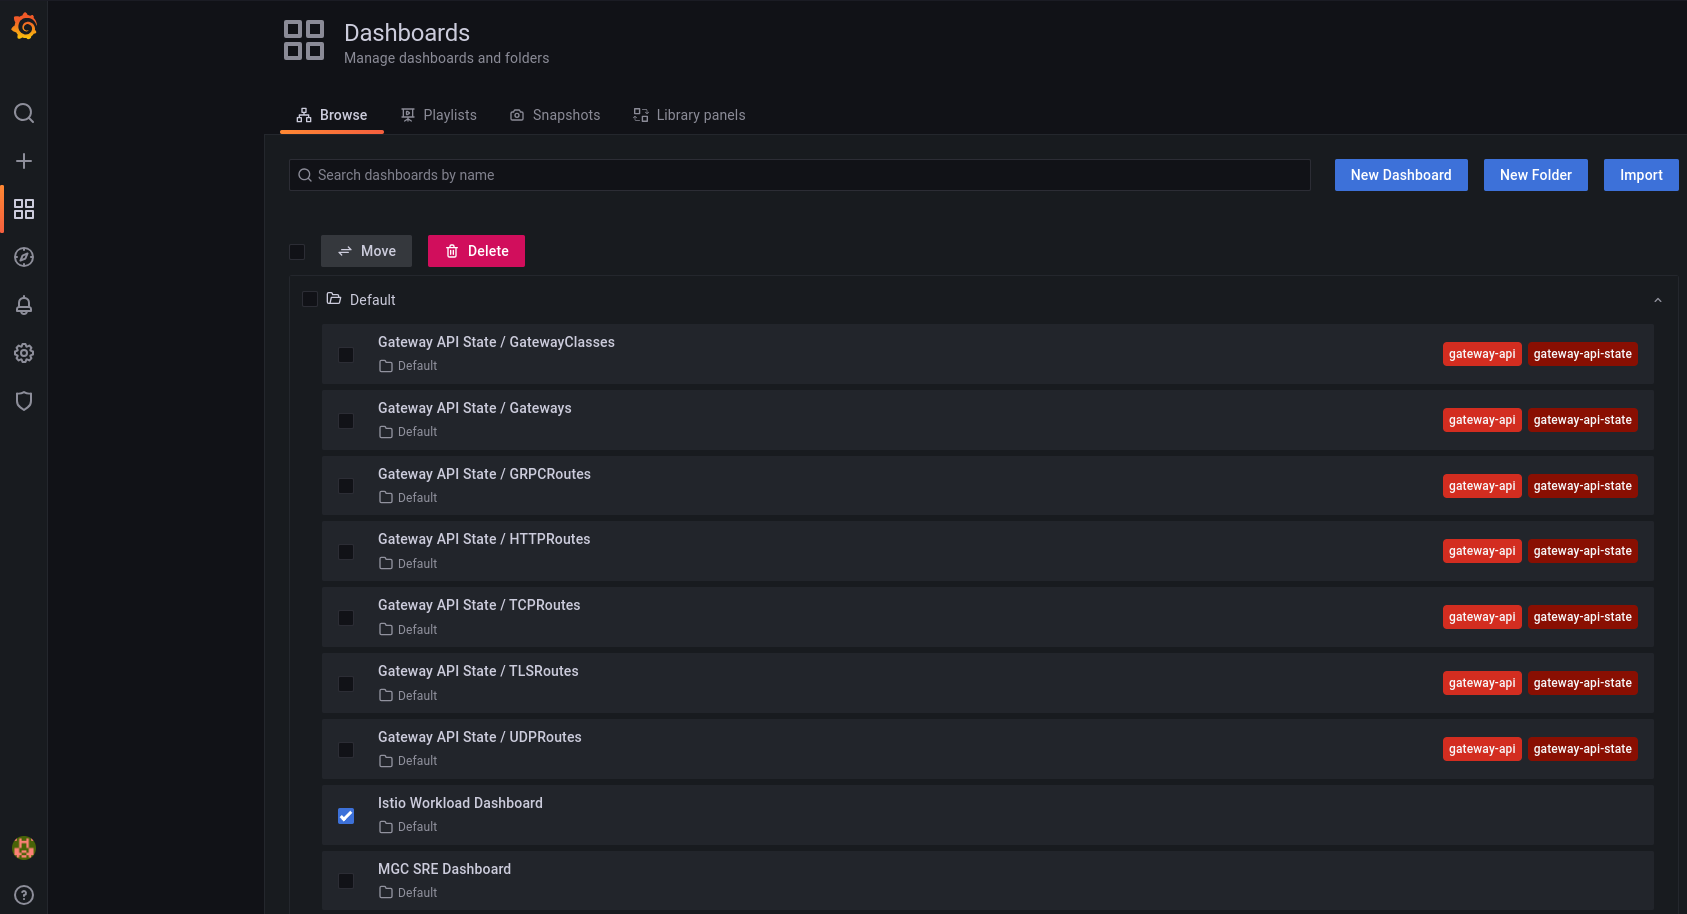 Dashboards
Manage dashboards and folders
Browse Playlists Snapshots Library panels
Search dashboards by name New Dashboard New Folder Import
Move Delete
Default
Gateway API State / GatewayClasses
Default
gateway-api gateway-api-state
Gateway API State / Gateways
Default
gateway-api gateway-api-state
Gateway API State / GRPCRoutes
Default
gateway-api gateway-api-state
Gateway API State / HTTPRoutes
Default
gateway-api gateway-api-state
Gateway API State / TCPRoutes
Default
gateway-api gateway-api-state
Gateway API State / TLSRoutes
Default
gateway-api gateway-api-state
Gateway API State / UDPRoutes
Default
gateway-api gateway-api-state
Istio Workload Dashboard
Default
MGC SRE Dashboard
Default